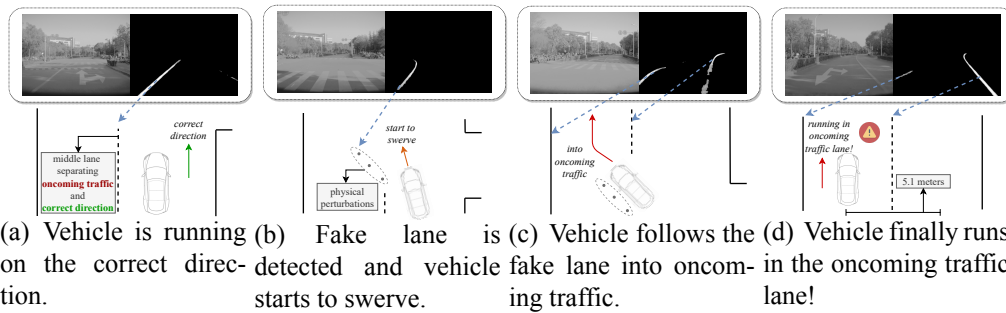 correct
direction
middle lane
separating
oncoming traffic
and
correct direction
(a) Vehicle is running
on the correct direc-
tion.
start to
swerve
physical
perturbations
(b) Fake lane is
detected and vehicle
starts to swerve.
into
oncoming
traffic
(c) Vehicle follows the
fake lane into oncom-
ing traffic.
running in
oncoming
traffic lane!
5.1 meters
(d) Vehicle finally runs
in the oncoming traffic
lane!